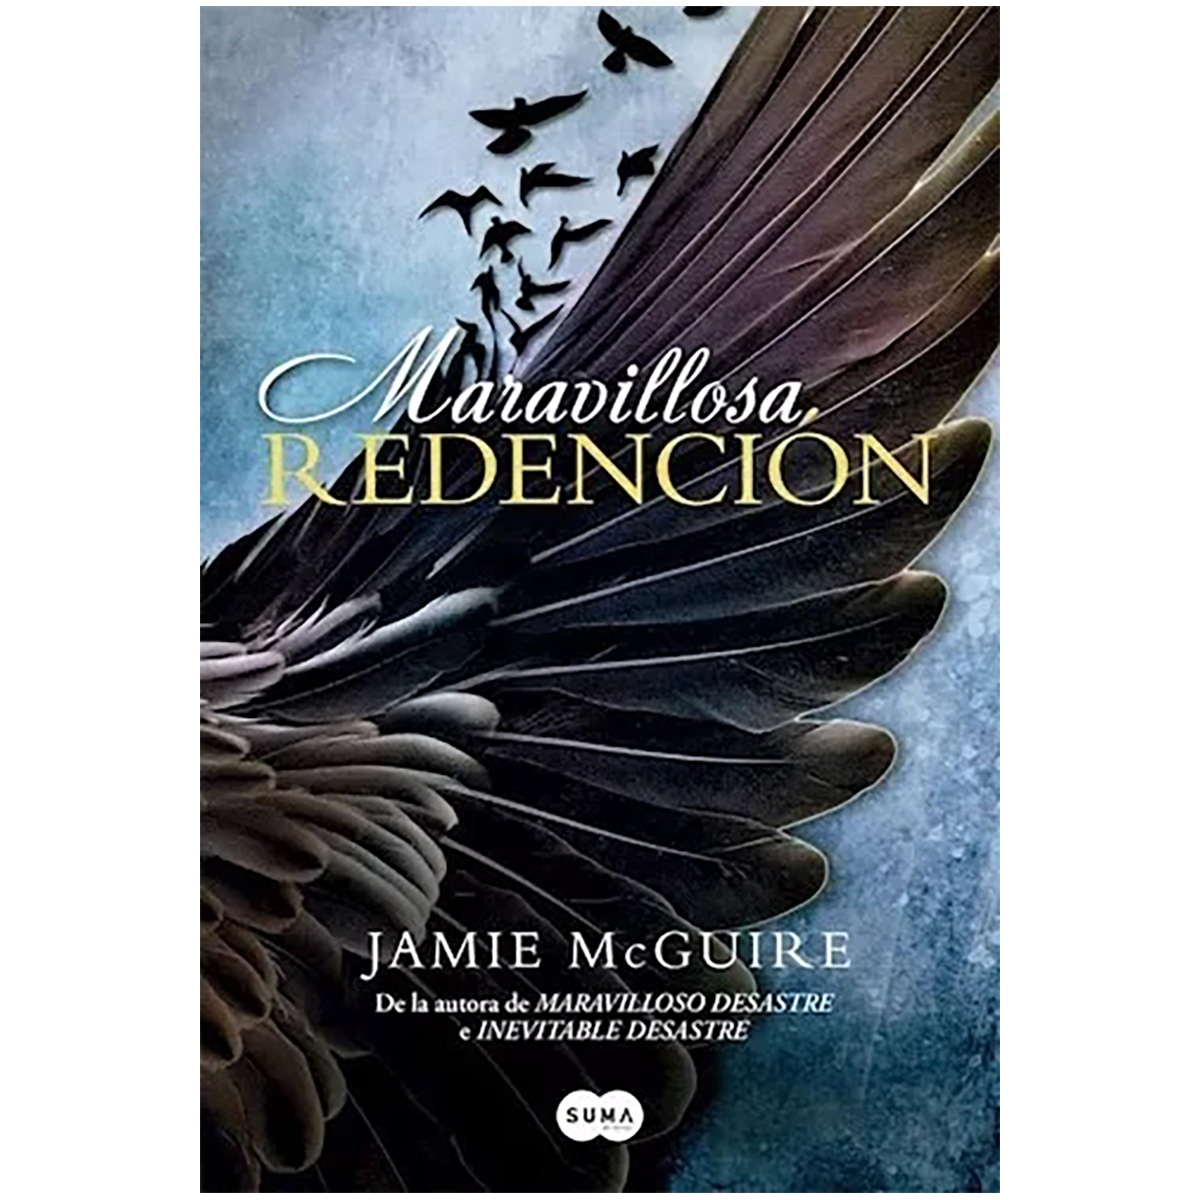 Maravillosa
REDENCIÓN
JAMIE McGUIRE
De la autora de MARAVILLOSO DESASTRE
e INEVITABLE DESASTRE
SUMA